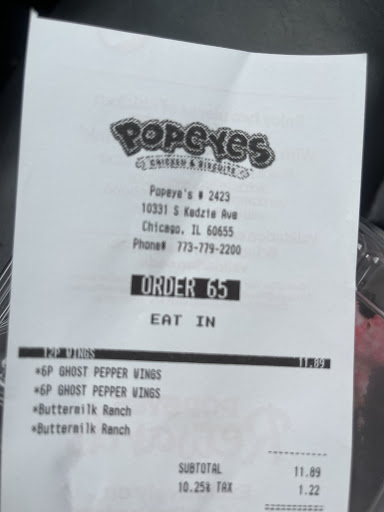 POPEYES
CHICKEN & BISCUITS
Popeye's # 2423
10331 S Kedzie Ave
Chicago, IL 60655
Phone# 773-779-2200
ORDER 65
EAT IN
12P WINGS 11.89
*6P GHOST PEPPER WINGS
*6P GHOST PEPPER WINGS
*Buttermilk Ranch
*Buttermilk Ranch
SUBTOTAL 11.89
10.25% TAX 1.22